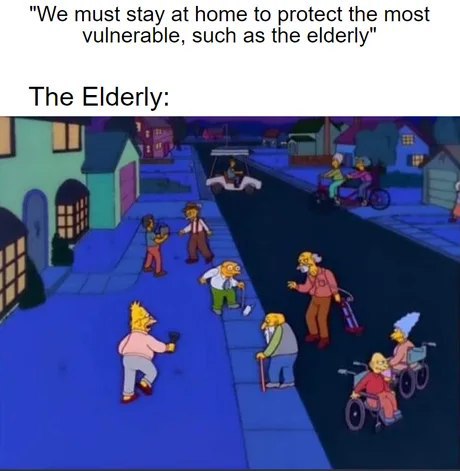 "We must stay at home to protect the most
vulnerable, such as the elderly"
The Elderly: